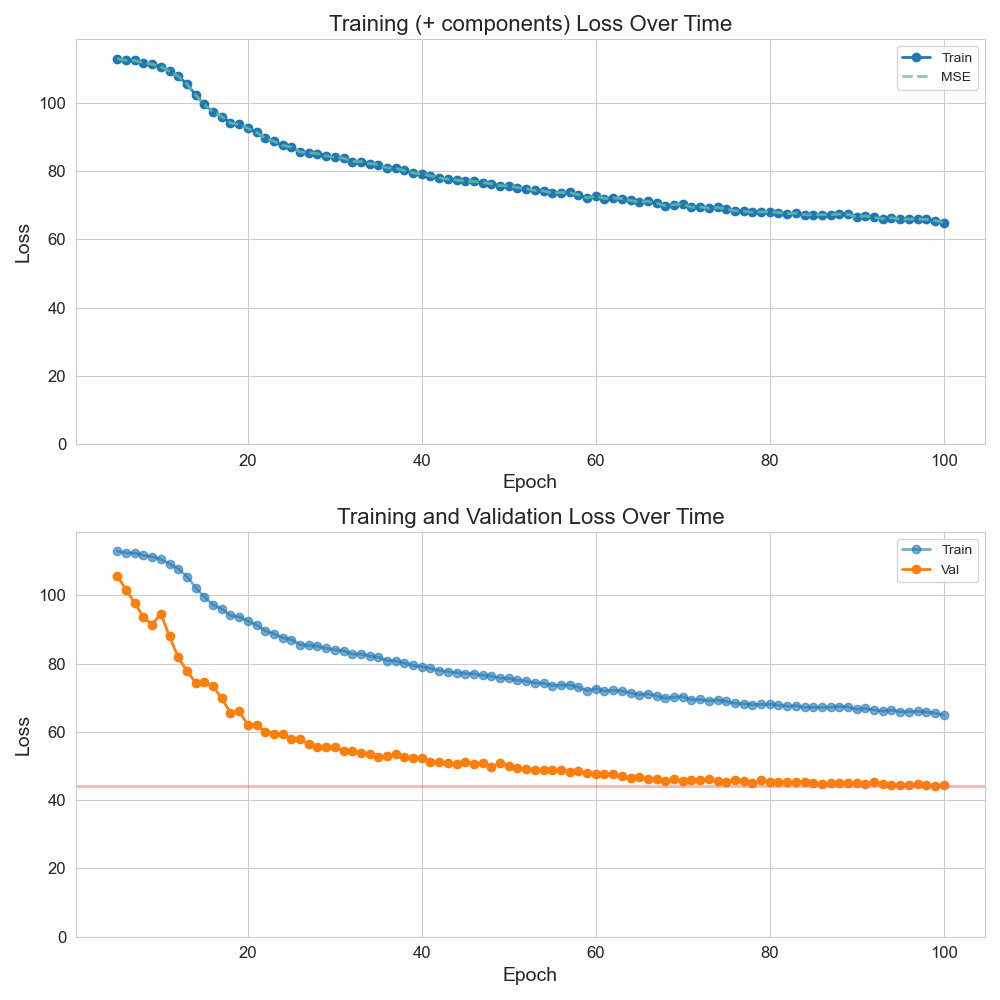 Training (+ components) Loss Over Time
Train
MSE
Loss
100
80
60
40
20
0
20 40 60 80 100
Epoch
Training and Validation Loss Over Time
Train
Val
Loss
100
80
60
40
20
0
20 40 60 80 100
Epoch